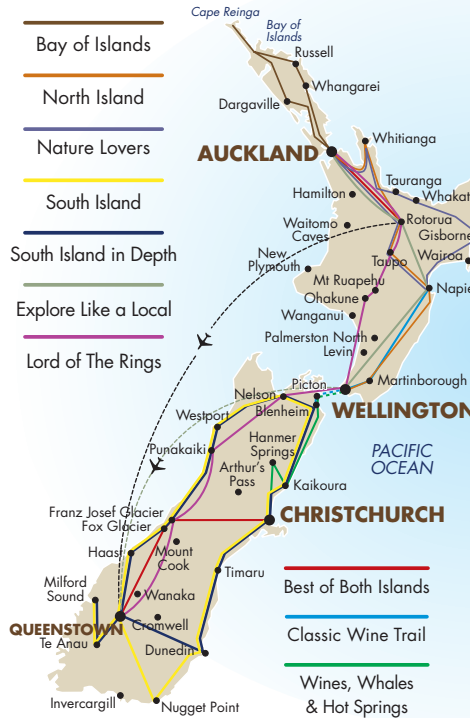 Cape Reinga
Bay of
Islands
Bay of Islands
North Island
Nature Lovers
South Island
South Island in Depth
Explore Like a Local
Lord of The Rings
Russell
Whangarei
Dargaville
AUCKLAND
Whitianga
Tauranga
Whakat
Hamilton
Rotorua
Gisborne
Waitomo
Caves
Wairoa
Taupo
New
Plymouth
Mt Ruapehu
Napie
Ohakune
Wanganui
Palmerston North
Levin
Martinborough
Picton
WELLINGTON
Nelson
Blenheim
Westport
PACIFIC
OCEAN
Hanmer
Springs
Punakaiki
Arthur's
Pass
Kaikoura
Franz Josef Glacier
CHRISTCHURCH
Fox Glacier
Haast
Mount
Cook
Timaru
Milford
Sound
Wanaka
QUEENSTOWN
Cromwell
Te Anau
Dunedin
Invercargill
Nugget Point
Best of Both Islands
Classic Wine Trail
Wines, Whales
& Hot Springs